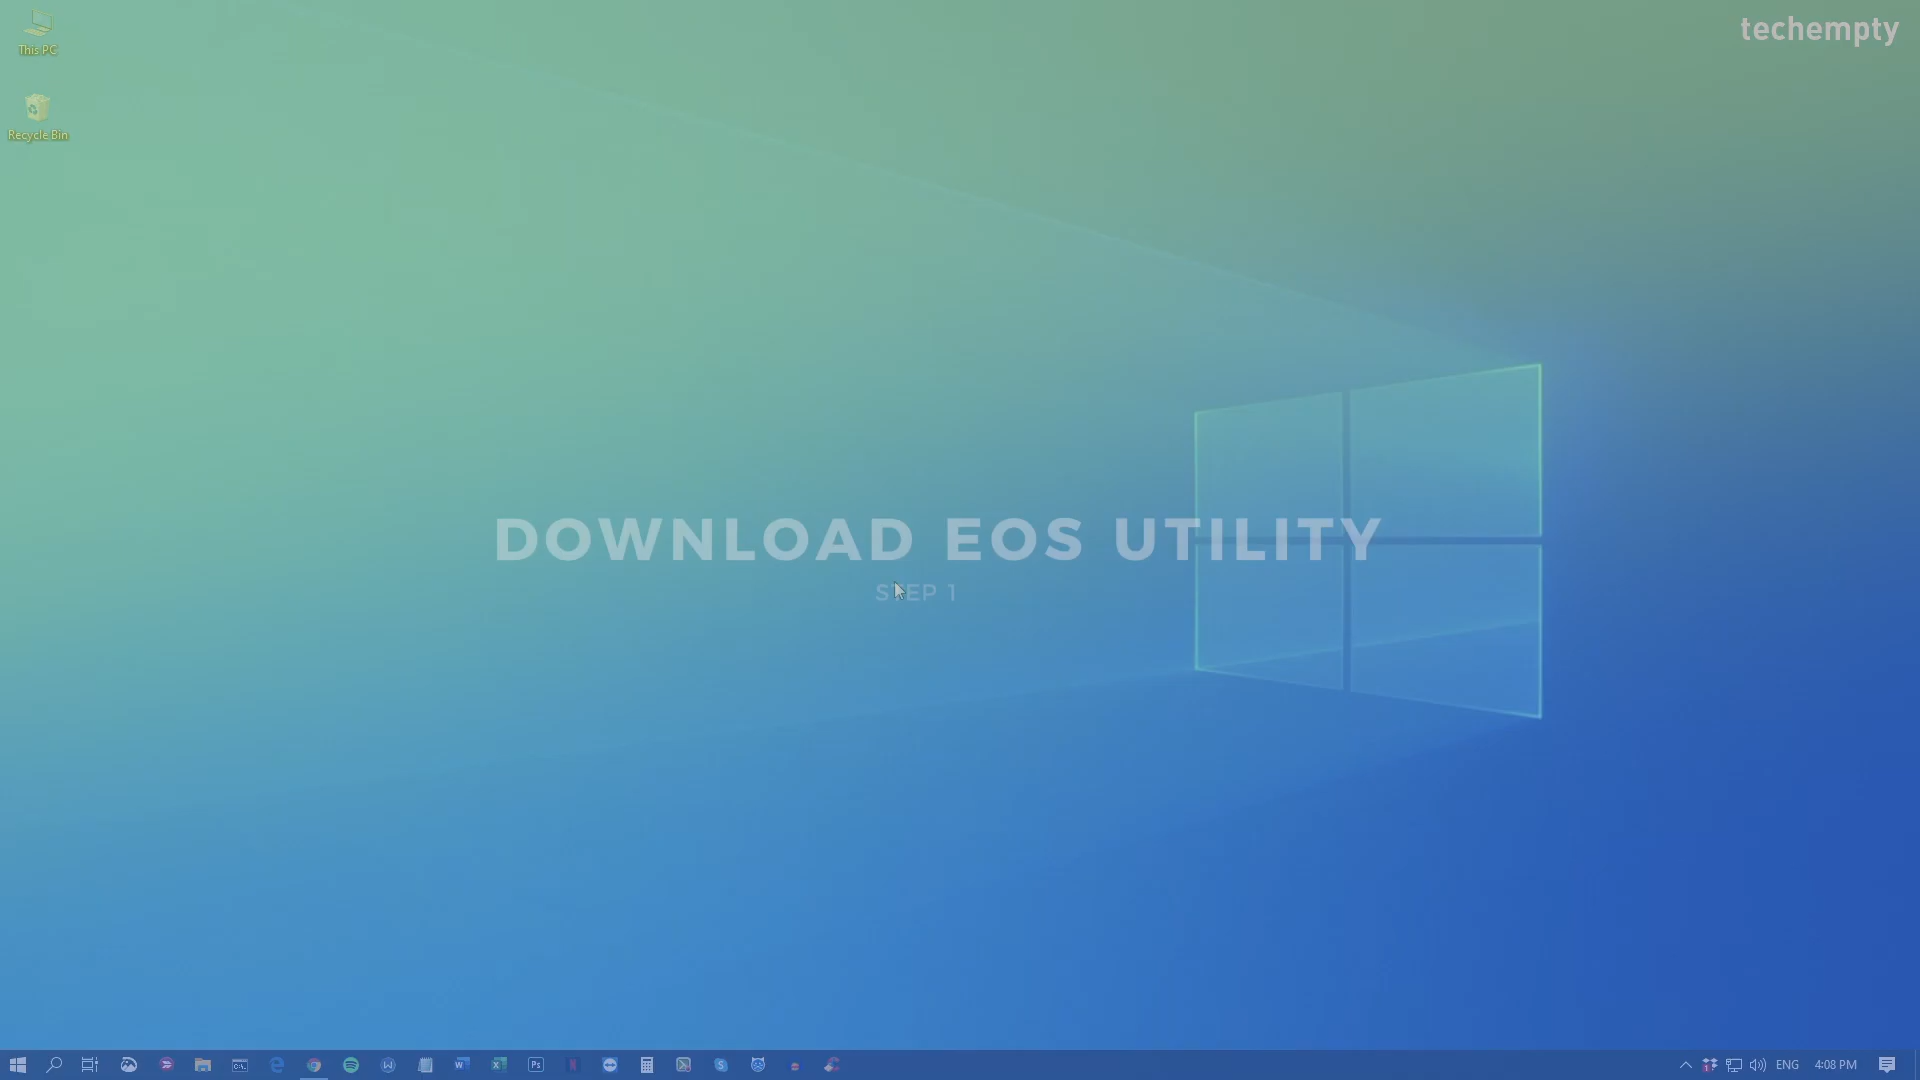 This PC
techempty
Recycle Bin
DOWNLOAD EOS UTILITY
STEP 1
ENG
4:08 PM